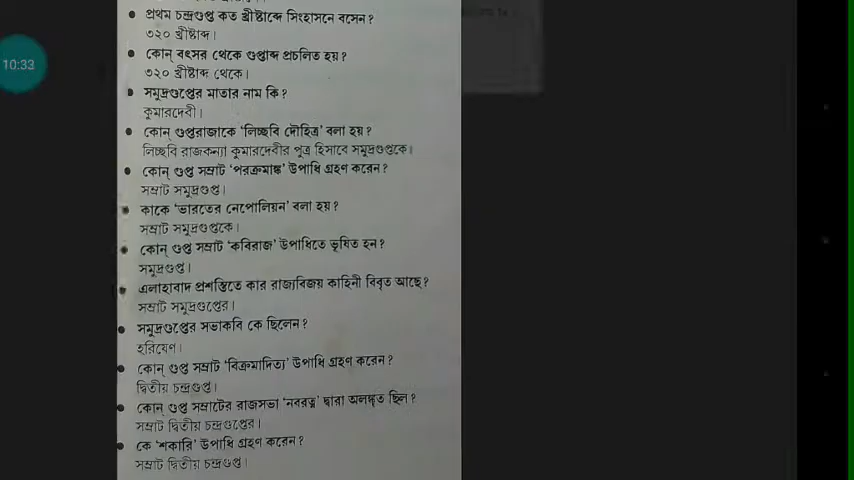 প্রথম চন্দ্রগুপ্ত কত খ্রীষ্টাব্দে সিংহাসনে বসেন?
৩২০ খ্রীষ্টাব্দ।
10:33
কোন্ বৎসর থেকে গুপ্তাব্দ প্রচলিত হয়?
৩২০ খ্রীষ্টাব্দ থেকে।
সমুদ্রগুপ্তের মাতার নাম কি?
কুমারদেবী।
কোন্ গুপ্তরাজাকে 'লিচ্ছবি দৌহিত্র' বলা হয়?
লিচ্ছবি রাজকন্যা কুমারদেবীর পুত্র হিসাবে সমুদ্রগুপ্তকে।
কোন্ গুপ্ত সম্রাট 'পরক্রমাঙ্ক' উপাধি গ্রহণ করেন?
সম্রাট সমুদ্রগুপ্ত।
কাকে 'ভারতের নেপোলিয়ন' বলা হয়?
সম্রাট সমুদ্রগুপ্তকে।
কোন্ গুপ্ত সম্রাট 'কবিরাজ' উপাধিতে ভূষিত হন?
সমুদ্রগুপ্ত।
এলাহাবাদ প্রশস্তিতে কার রাজ্যবিজয় কাহিনী বিবৃত আছে?
সম্রাট সমুদ্রগুপ্তের।
সমুদ্রগুপ্তের সভাকবি কে ছিলেন?
হরিষেণ।
কোন্ গুপ্ত সম্রাট 'বিক্রমাদিত্য' উপাধি গ্রহণ করেন?
দ্বিতীয় চন্দ্রগুপ্ত।
কোন্ গুপ্ত সম্রাটের রাজসভা 'নবরত্ন' দ্বারা অলঙ্কৃত ছিল?
সম্রাট দ্বিতীয় চন্দ্রগুপ্তের।
কে 'শকারি' উপাধি গ্রহণ করেন?
সম্রাট দ্বিতীয় চন্দ্রগুপ্ত।